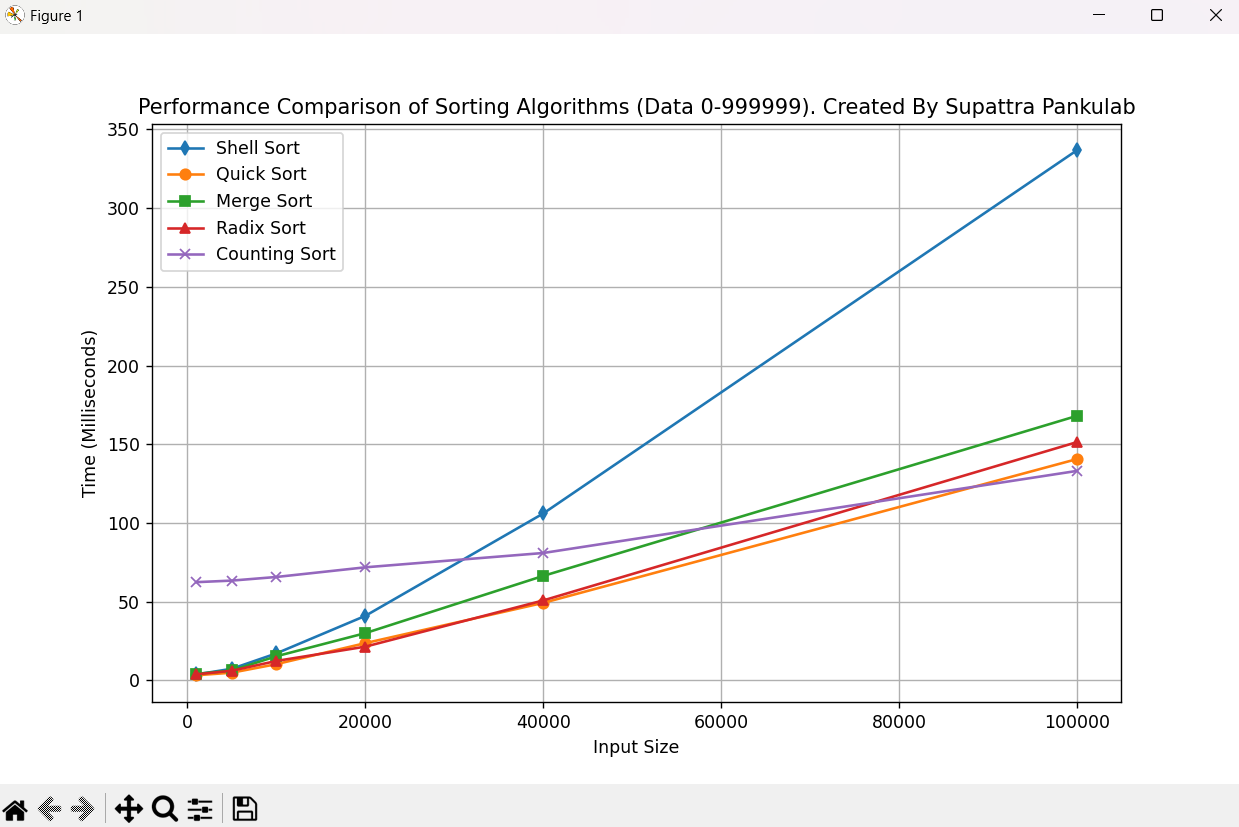 Figure 1
Performance Comparison of Sorting Algorithms (Data 0-999999). Created By Supattra Pankulab
350
300
250
200
150
100
50
0
Time (Milliseconds)
Shell Sort
Quick Sort
Merge Sort
Radix Sort
Counting Sort
0 20000 40000 60000 80000 100000
Input Size